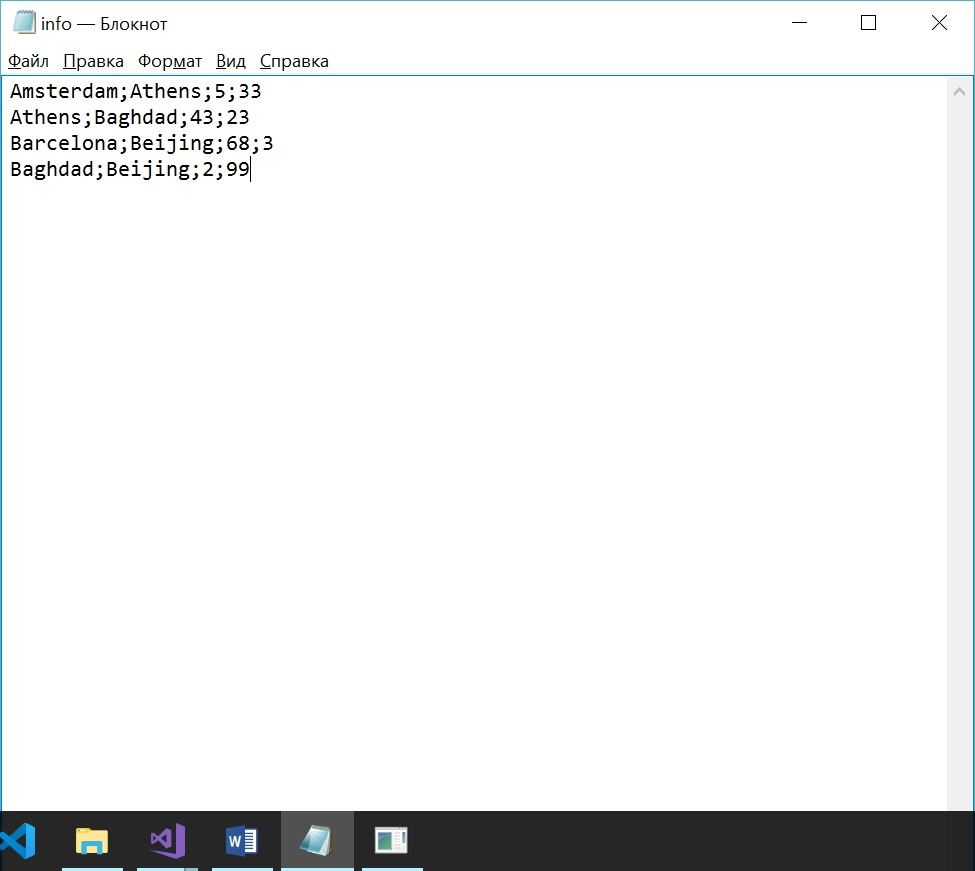 info — Блокнот
Файл Правка Формат Вид Справка
Amsterdam;Athens;5;33
Athens;Baghdad;43;23
Barcelona;Beijing;68;3
Baghdad;Beijing;2;99
W